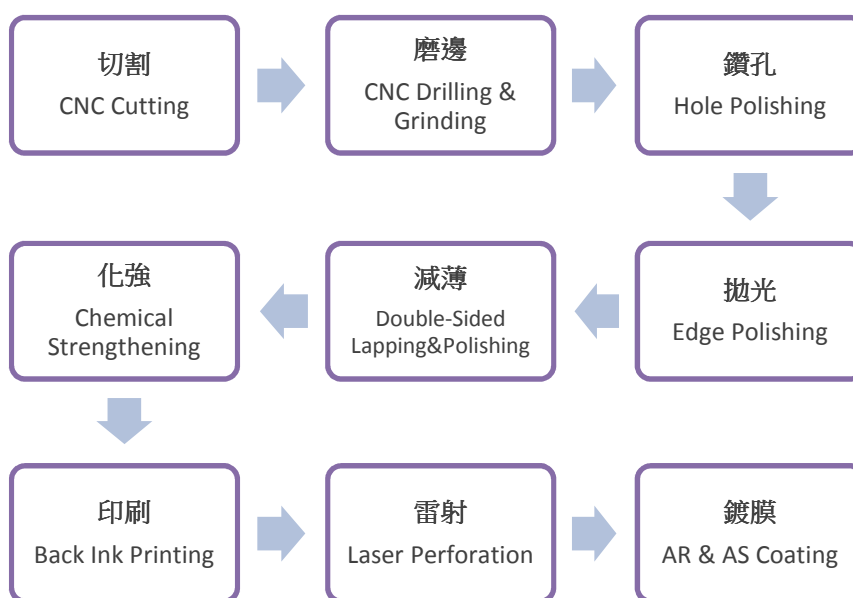 切割
CNC Cutting
磨邊
CNC Drilling &
Grinding
鑽孔
Hole Polishing
拋光
Edge Polishing
減薄
Double-Sided
Lapping&Polishing
化強
Chemical
Strengthening
印刷
Back Ink Printing
雷射
Laser Perforation
鍍膜
AR & AS Coating